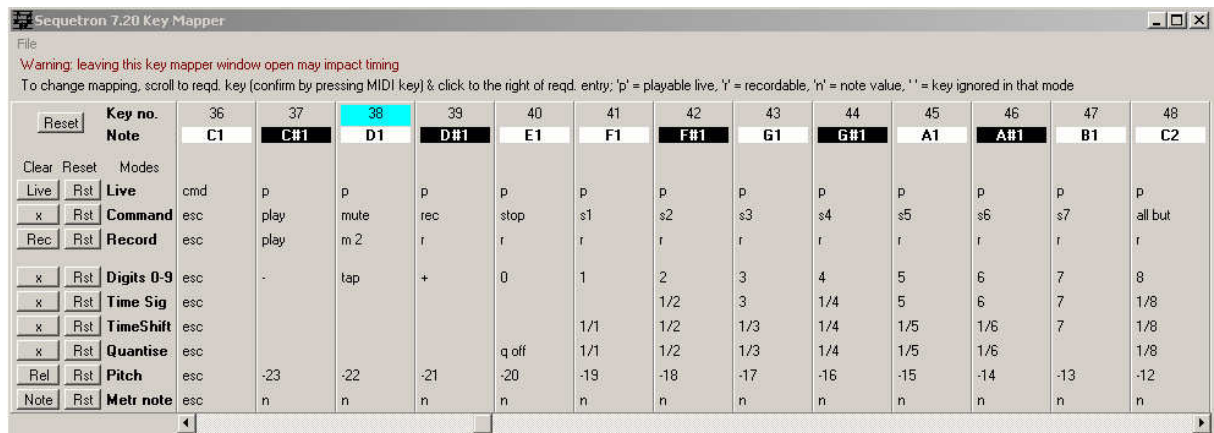 Sequetron 7.20 Key Mapper
File
Warning: leaving this key mapper window open may impact timing
To change mapping, scroll to reqd. key (confirm by pressing MIDI key) & click to the right of reqd. entry; 'p' = playable live, 'r' = recordable, 'n' = note value, ' ' = key ignored in that mode
Reset Key no. 36 37 38 39 40 41 42 43 44 45 46 47 48
Note C1 C#1 D1 D#1 E1 F1 F#1 G1 G#1 A1 A#1 B1 C2
Clear Reset Modes
Live Rst Live cmd p p p p p p p p p p p p
x Rst Command esc play mute rec stop s1 s2 s3 s4 s5 s6 s7 all but
Rec Rst Record esc play m 2 r r r r r r r r r r
x Rst Digits 0-9 esc - tap + 0 1 2 3 4 5 6 7 8
x Rst Time Sig esc 1/2 3 1/4 5 6 7 1/8
x Rst TimeShift esc 1/1 1/2 1/3 1/4 1/5 1/6 7 1/8
x Rst Quantise esc q off 1/1 1/2 1/3 1/4 1/5 1/6 1/8
Rel Rst Pitch esc -23 -22 -21 -20 -19 -18 -17 -16 -15 -14 -13 -12
Note Rst Metr note esc n n n n n n n n n n n n